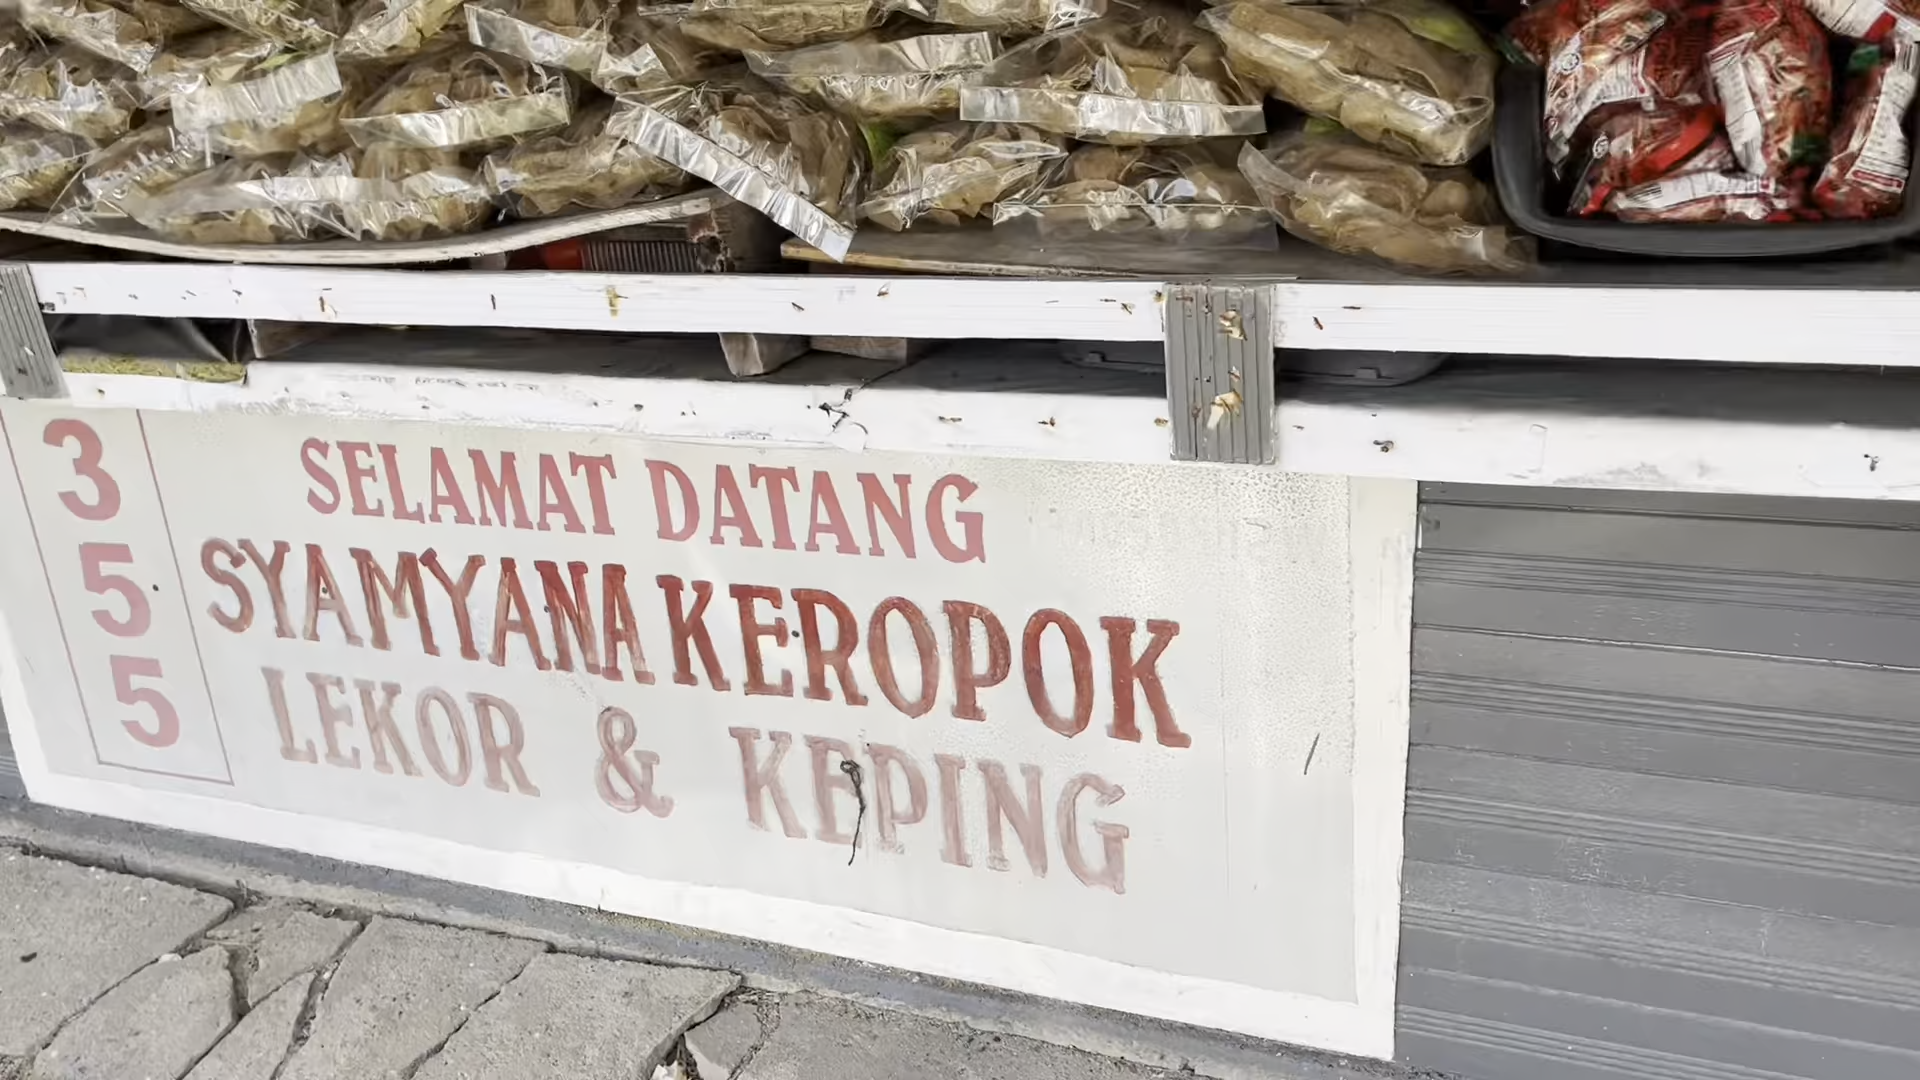 3
5
5
SELAMAT DATANG
SYAMYANA KEROPOK
LEKOR & KEPING